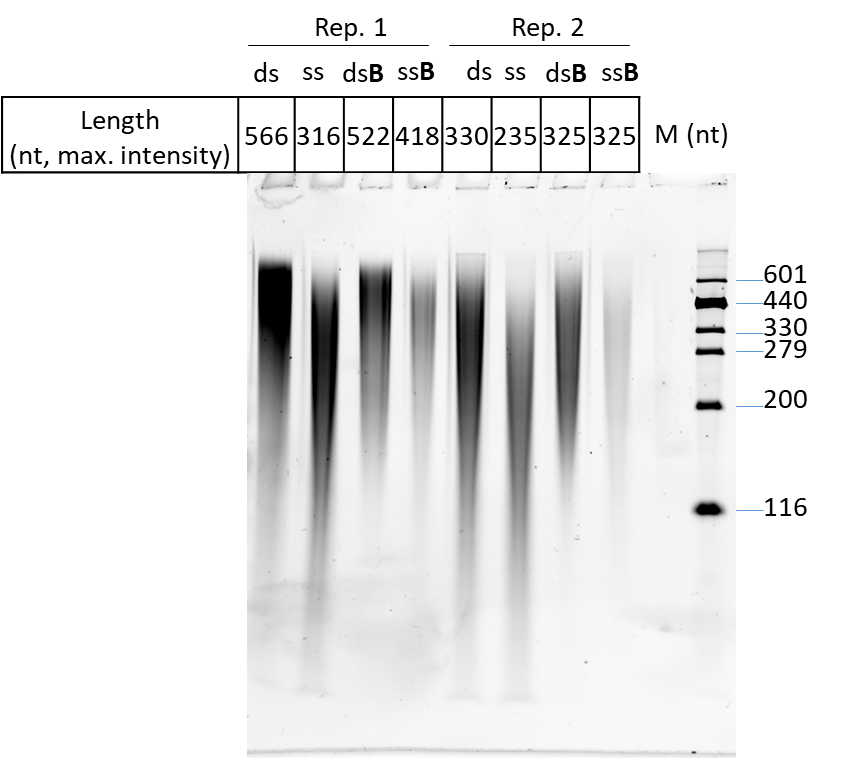 Rep. 1 Rep. 2
ds ss dsB ssB ds ss dsB ssB
Length
(nt, max. intensity) 566 316 522 418 330 235 325 325 M (nt)
601
440
330
279
200
116